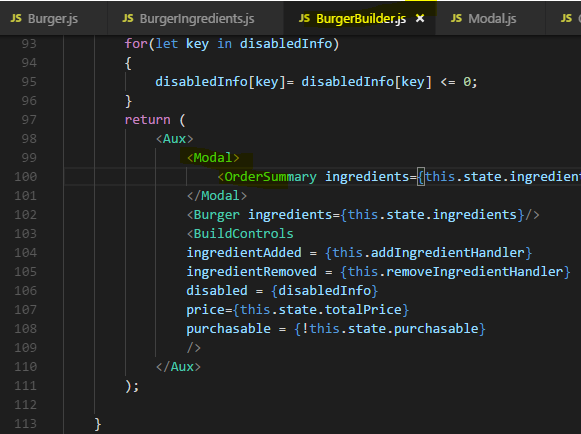 JS Burger.js JS BurgerIngredients.js JS BurgerBuilder.js × JS Modal.js JS
93 for(let key in disabledInfo)
94 {
95 disabledInfo[key]= disabledInfo[key] <= 0;
96 }
97 return (
98 <Aux>
99 <Modal>
100 <OrderSummary ingredients={this.state.ingredient
101 </Modal>
102 <Burger ingredients={this.state.ingredients}/>
103 <BuildControls
104 ingredientAdded = {this.addIngredientHandler}
105 ingredientRemoved = {this.removeIngredientHandler}
106 disabled = {disabledInfo}
107 price={this.state.totalPrice}
108 purchasable = {!this.state.purchasable}
109 />
110 </Aux>
111 );
112
113 }